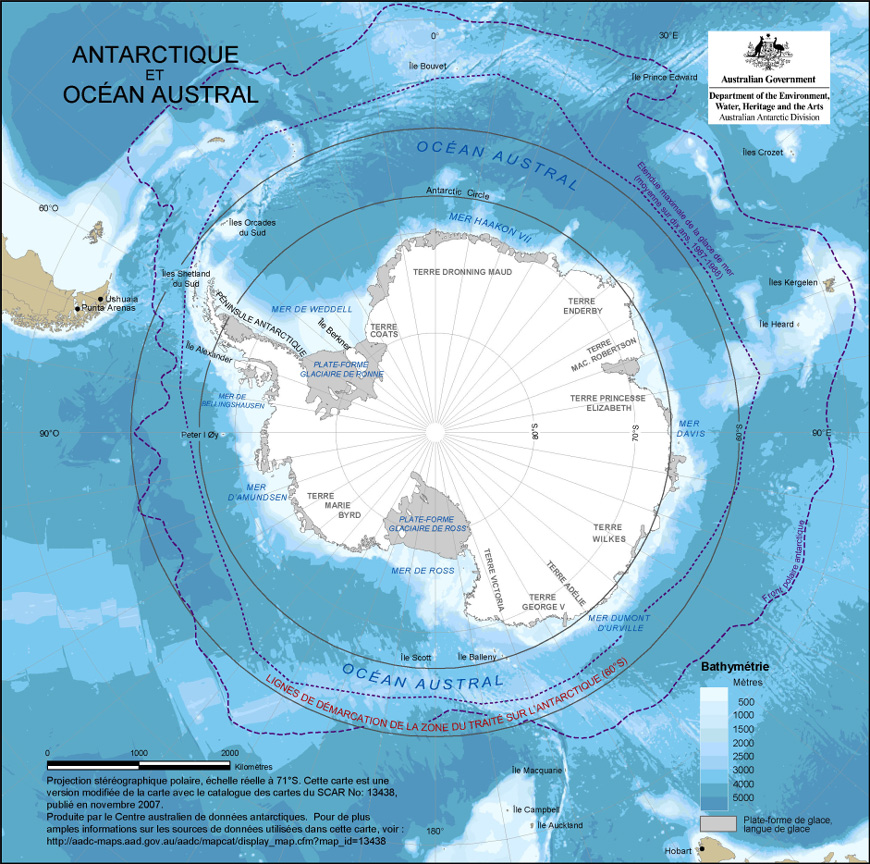 ANTARCTIQUE
ET
OCÉAN AUSTRAL
0°
30°E
Île Bouvet
Île Prince Edward
Australian Government
Department of the Environment,
Water, Heritage and the Arts
Australian Antarctic Division
Îles Crozet
OCÉAN AUSTRAL
Etendue maximale de la glace de mer
(moyenne sur dix ans, 1987-1968)
Antarctic Circle
60°O
MER HAAKON VII
Îles Orcades
du Sud
Îles Shetland
du Sud
TERRE DRONNING MAUD
Îles Kergelen
Ushuaia
Punta Arenas
PÉNINSULE ANTARCTIQUE
MER DE WEDDELL
Île Berkner
TERRE
COATS
TERRE
ENDERBY
Île Heard
Île Alexander
TERRE
MAC. ROBERTSON
PLATE-FORME
GLACIAIRE DE RONNE
MER DE
BELLINGSHAUSEN
TERRE PRINCESSE
ELIZABETH
90°O
Peter I Øy
80°S
70°S
MER
DAVIS
60°S
90°E
MER
D'AMUNDSEN
TERRE
MARIE
BYRD
PLATE-FORME
GLACIAIRE DE ROSS
TERRE
WILKES
Front polaire antarctique
MER DE ROSS
TERRE VICTORIA
TERRE ADÉLIE
TERRE
GEORGE V
MER DUMONT
D'URVILLE
Île Scott
Île Balleny
OCÉAN AUSTRAL
LIGNES DE DÉMARCATION DE LA ZONE DU TRAITÉ SUR L'ANTARCTIQUE (60°S)
Bathymétrie
Mètres
500
1000
1500
2000
2500
3000
4000
5000
Plate-forme de glace,
langue de glace
0 1000 2000
Kilomètres
Projection stéréographique polaire, échelle réelle à 71°S. Cette carte est une
version modifiée de la carte avec le catalogue des cartes du SCAR No: 13438,
publié en novembre 2007.
Produite par le Centre australien de données antarctiques. Pour de plus
amples informations sur les sources de données utilisées dans cette carte, voir :
http://aadc-maps.aad.gov.au/aadc/mapcat/display_map.cfm?map_id=13438
Île Macquarie
Île Campbell
Île Auckland
180°
Hobart